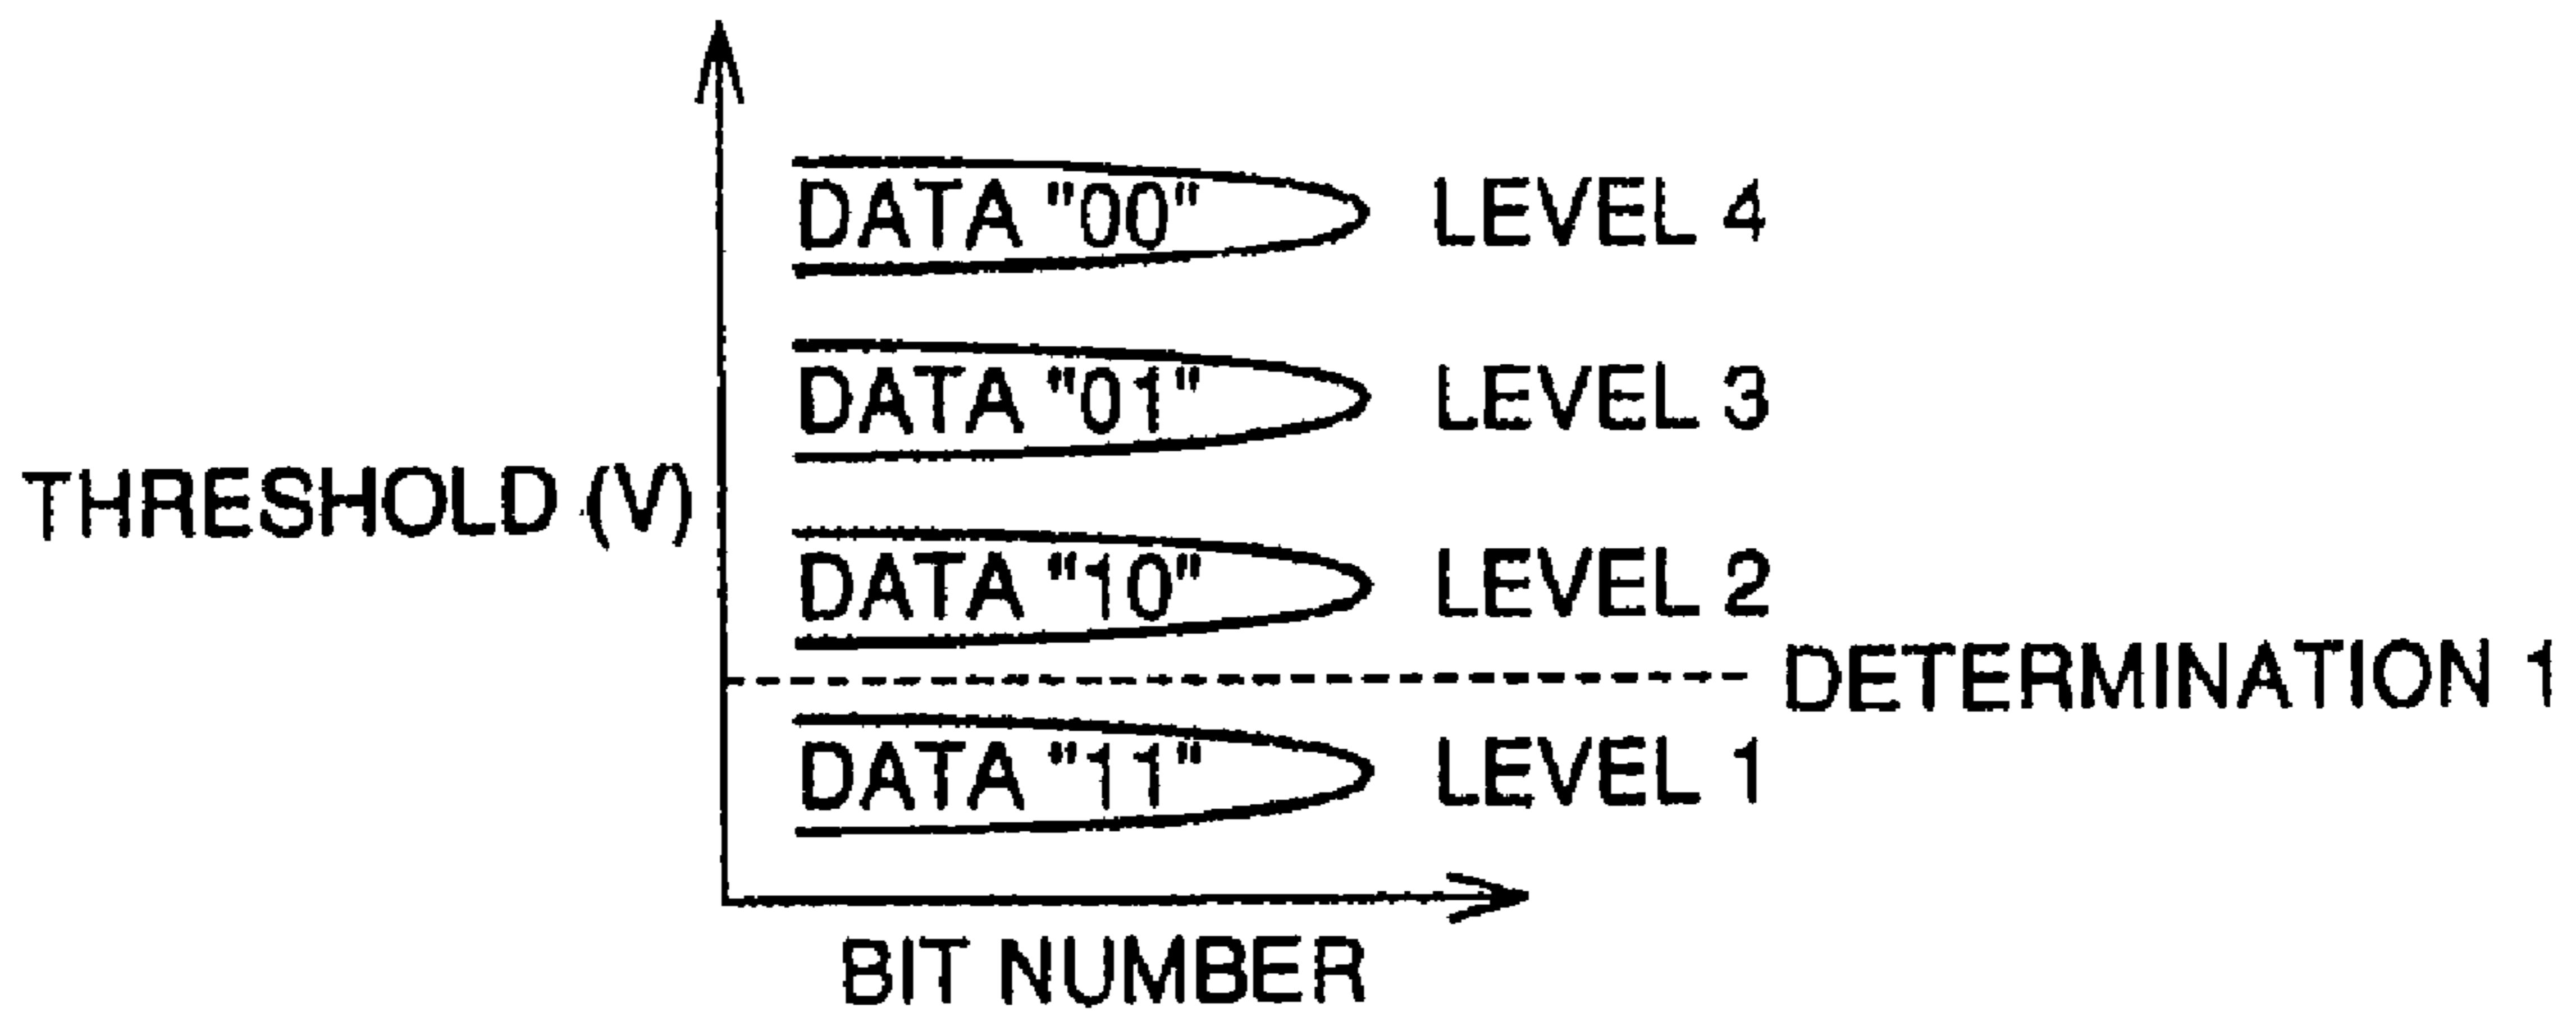 DATA "00" LEVEL 4
DATA "01" LEVEL 3
THRESHOLD (V)
DATA "10" LEVEL 2
DETERMINATION 1
DATA "11" LEVEL 1
BIT NUMBER